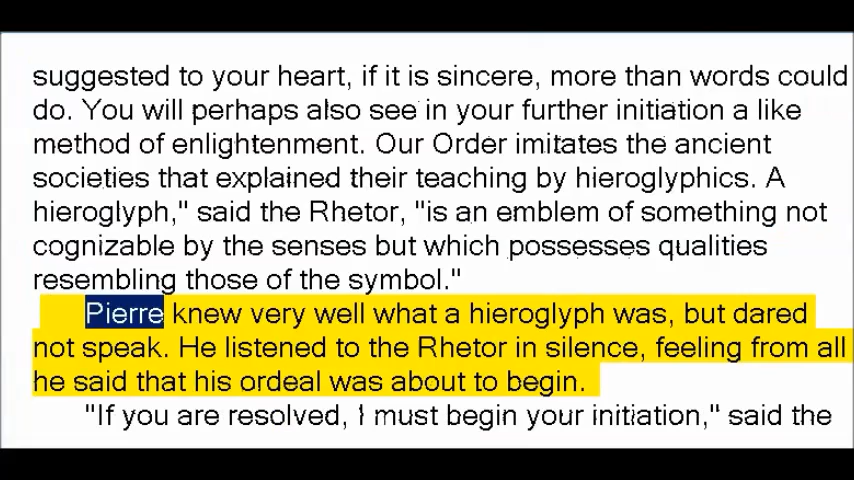 suggested to your heart, if it is sincere, more than words could
do. You will perhaps also see in your further initiation a like
method of enlightenment. Our Order imitates the ancient
societies that explained their teaching by hieroglyphics. A
hieroglyph," said the Rhetor, "is an emblem of something not
cognizable by the senses but which possesses qualities
resembling those of the symbol."
Pierre knew very well what a hieroglyph was, but dared
not speak. He listened to the Rhetor in silence, feeling from all
he said that his ordeal was about to begin.
"If you are resolved, I must begin your initiation," said the